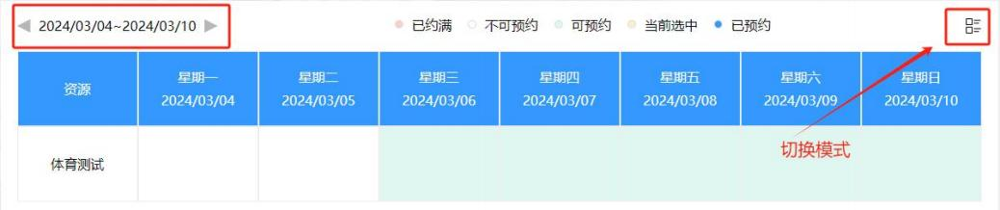 2024/03/04~2024/03/10 已约满 不可预约 可预约 当前选中 已预约
资源 星期一 星期二 星期三 星期四 星期五 星期六 星期日
2024/03/04 2024/03/05 2024/03/06 2024/03/07 2024/03/08 2024/03/09 2024/03/10
切换模式
体育测试